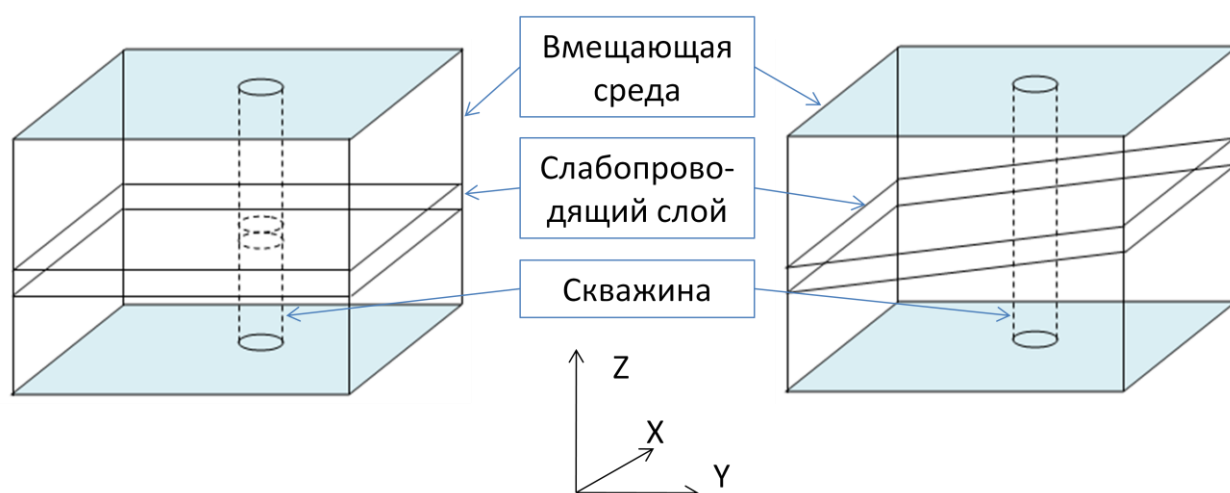 Вмещающая
среда
Слабопрово-
дящий слой
Скважина
Z
X
Y